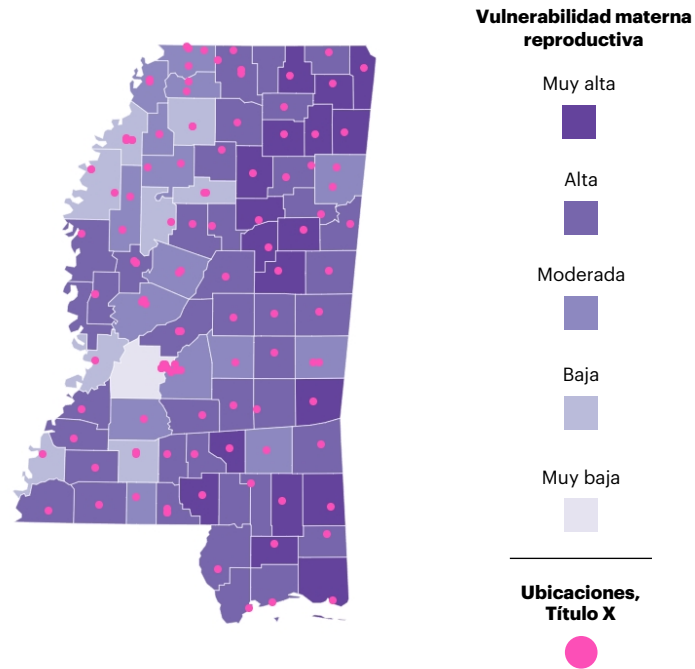 Vulnerabilidad materna
reproductiva
Muy alta
Alta
Moderada
Baja
Muy baja
Ubicaciones,
Título X